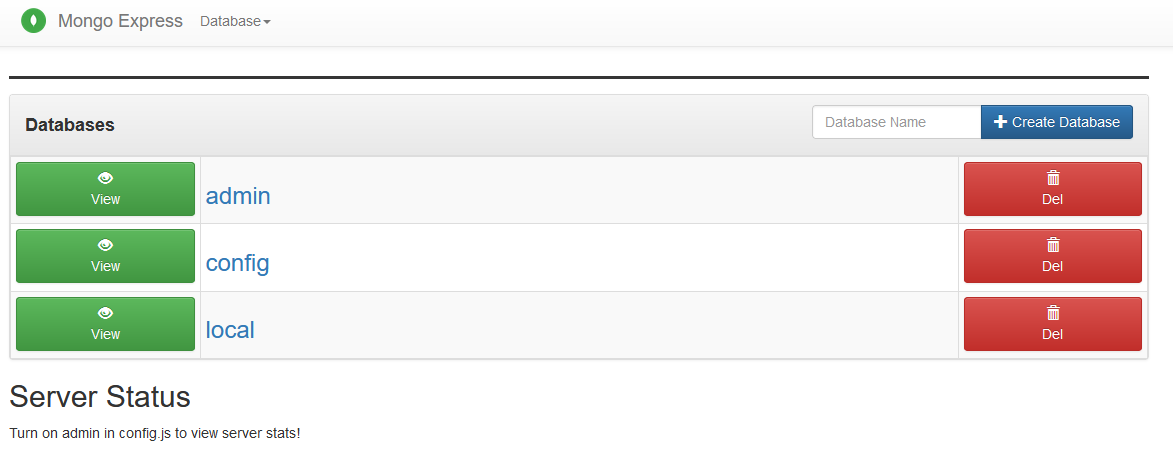 Mongo Express Database
Databases Database Name Create Database
View admin Del
View config Del
View local Del
Server Status
Turn on admin in config.js to view server stats!